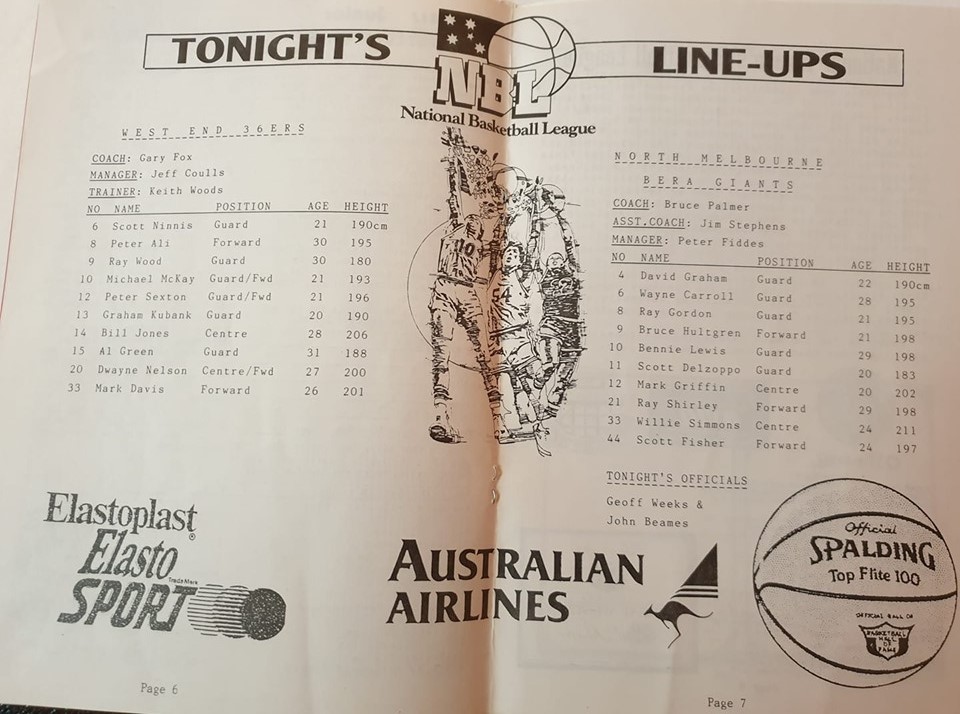 TONIGHT'S
NBL
National Basketball League
LINE-UPS
WEST END 36ERS
COACH: Gary Fox
MANAGER: Jeff Coulls
TRAINER: Keith Woods
NO NAME POSITION AGE HEIGHT
6 Scott Ninnis Guard 21 190cm
8 Peter Ali Forward 30 195
9 Ray Wood Guard 30 180
10 Michael McKay Guard/Fwd 21 193
12 Peter Sexton Guard/Fwd 21 196
13 Graham Kubank Guard 20 190
14 Bill Jones Centre 28 206
15 Al Green Guard 31 188
20 Dwayne Nelson Centre/Fwd 27 200
33 Mark Davis Forward 26 201
10
54
Elastoplast®
Elasto
SPORT Trade Mark
Page 6
NORTH MELBOURNE
BERA GIANTS
COACH: Bruce Palmer
ASST.COACH: Jim Stephens
MANAGER: Peter Fiddes
NO NAME POSITION AGE HEIGHT
4 David Graham Guard 22 190cm
6 Wayne Carroll Guard 28 195
8 Ray Gordon Guard 21 195
9 Bruce Hultgren Forward 21 198
10 Bennie Lewis Guard 29 198
11 Scott Delzoppo Guard 20 183
12 Mark Griffin Centre 20 202
21 Ray Shirley Forward 29 198
33 Willie Simmons Centre 24 211
44 Scott Fisher Forward 24 197
TONIGHT'S OFFICIALS
Geoff Weeks &
John Beames
AUSTRALIAN
AIRLINES
Official
SPALDING
Top Flite 100
OFFICIAL BALL OF
BASKETBALL
HALL
OF
FAME
Page 7